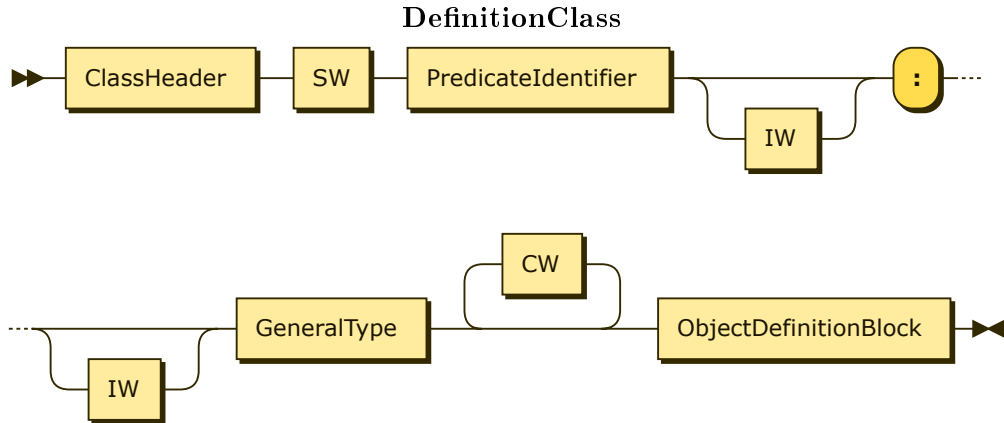 DefinitionClass
ClassHeader SW PredicateIdentifier :
IW
CW
GeneralType ObjectDefinitionBlock
IW